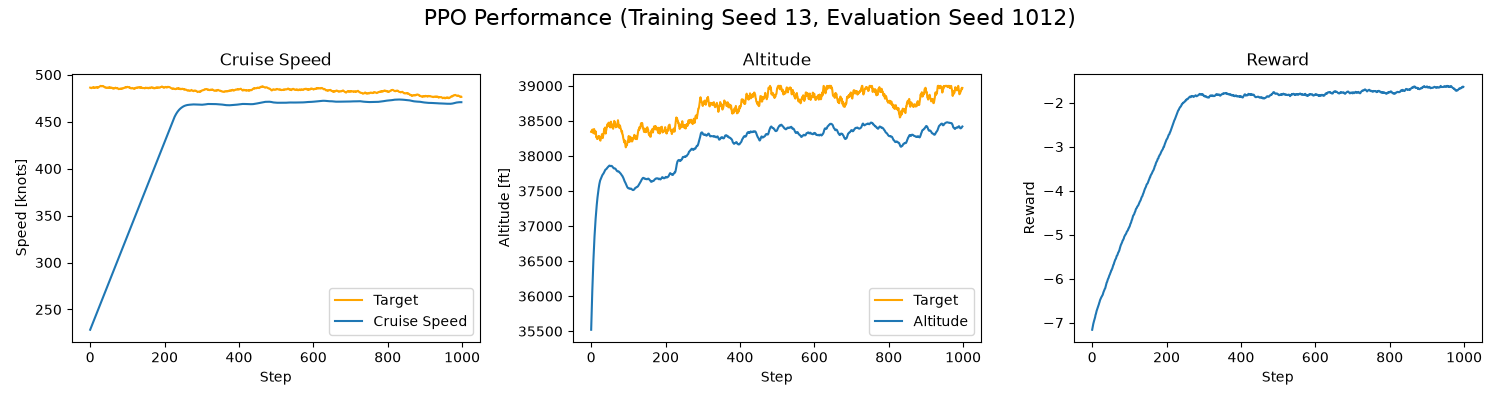 PPO Performance (Training Seed 13, Evaluation Seed 1012)
Cruise Speed
Speed [knots]
500
450
400
350
300
250
0 200 400 600 800 1000
Step
Target
Cruise Speed
Altitude
Altitude [ft]
39000
38500
38000
37500
37000
36500
36000
35500
0 200 400 600 800 1000
Step
Target
Altitude
Reward
Reward
−2
−3
−4
−5
−6
−7
0 200 400 600 800 1000
Step